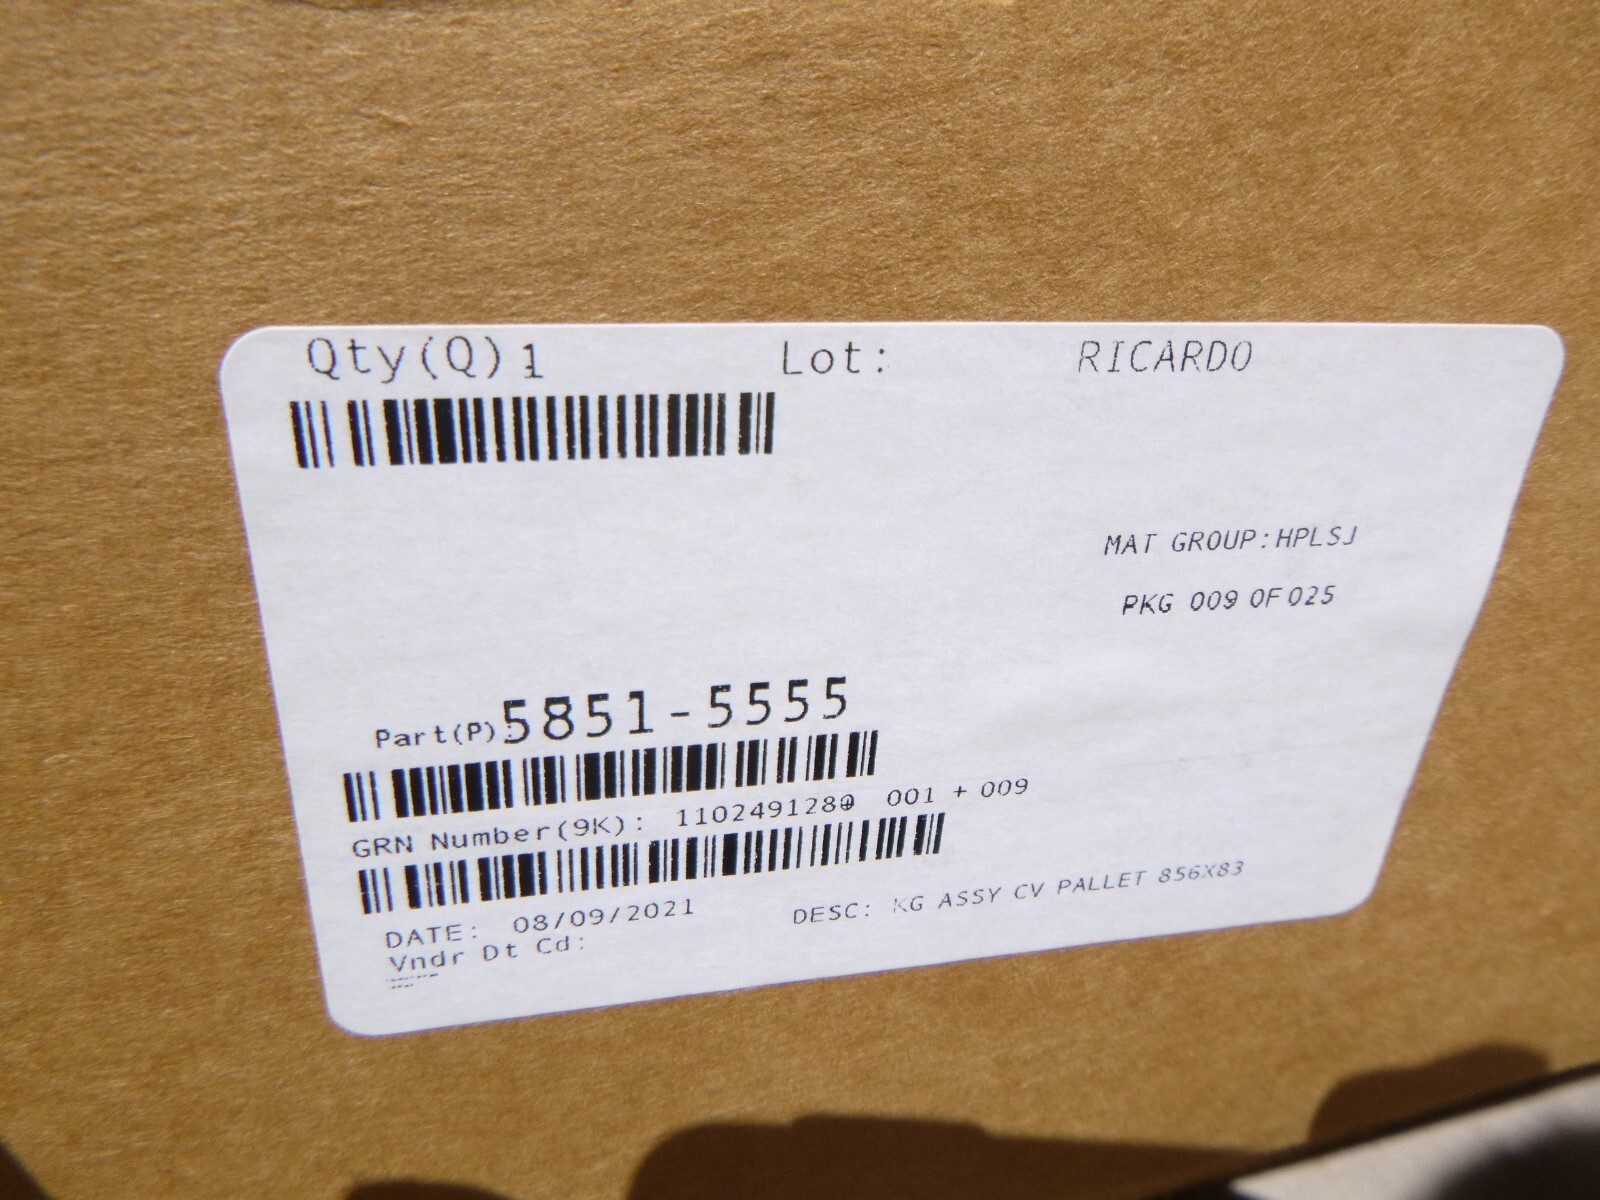 Qty(Q) 1 Lot: RICARDO
MAT GROUP:HPLSJ
PKG 009 OF 025
Part(P) 5851-5555
GRN Number(9K): 1102491280 001 + 009
DATE: 08/09/2021 DESC: KG ASSY CV PALLET 856X83
Vndr Dt Cd: